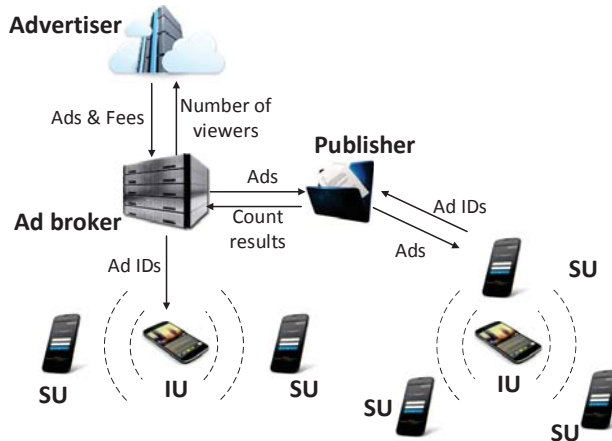 Advertiser
Ads & Fees
Number of
viewers
Publisher
Ads
Ad broker
Count
results
Ad IDs
Ads
Ad IDs
SU
SU
IU
SU
IU
SU
SU